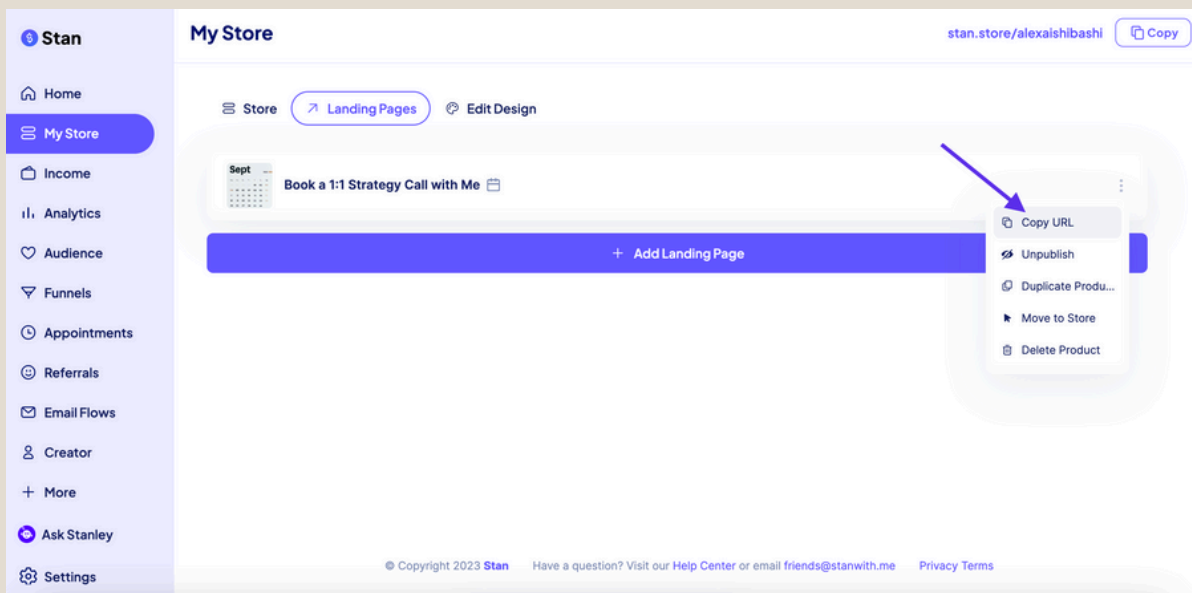 Stan
My Store
stan.store/alexaishibashi
Copy
Home
My Store
Income
Analytics
Audience
Funnels
Appointments
Referrals
Email Flows
Creator
More
Ask Stanley
Settings
Store
Landing Pages
Edit Design
Sept
Book a 1:1 Strategy Call with Me
+ Add Landing Page
Copy URL
Unpublish
Duplicate Produ...
Move to Store
Delete Product
© Copyright 2023 Stan Have a question? Visit our Help Center or email friends@stanwith.me Privacy Terms